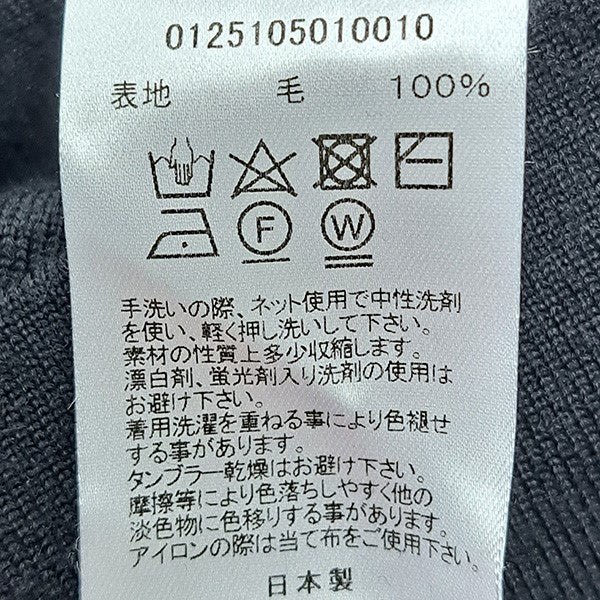 0125105010010
表地 毛 100%
F W
手洗いの際、ネット使用で中性洗剤
を使い、軽く押し洗いして下さい。
素材の性質上多少収縮します。
漂白剤、蛍光剤入り洗剤の使用は
お避け下さい。
着用洗濯を重ねる事により色褪せ
する事があります。
タンブラー乾燥はお避け下さい。
摩擦等により色落ちしやすく他の
淡色物に色移りする事があります。
アイロンの際は当て布をご使用下さい。
日本製